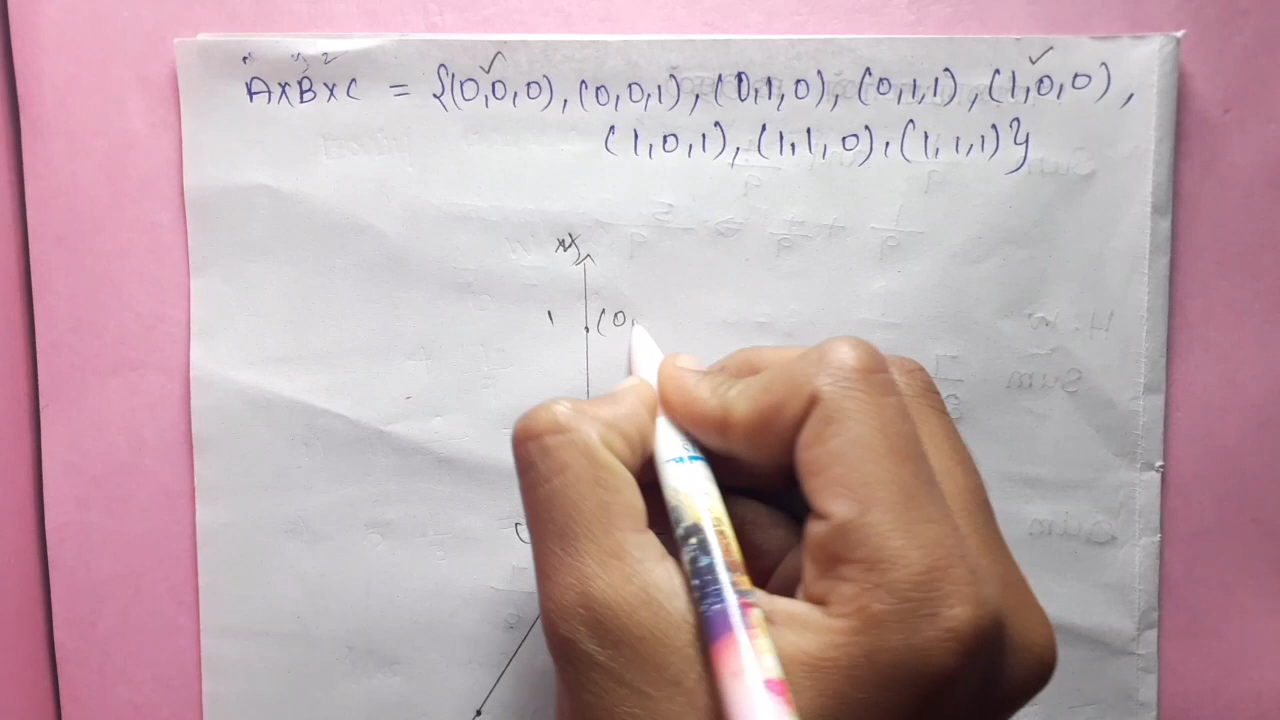 x y z
A×B×C = {(0,0,0), (0,0,1), (0,1,0), (0,1,1), (1,0,0),
(1,0,1), (1,1,0), (1,1,1)}
y
1 (0,